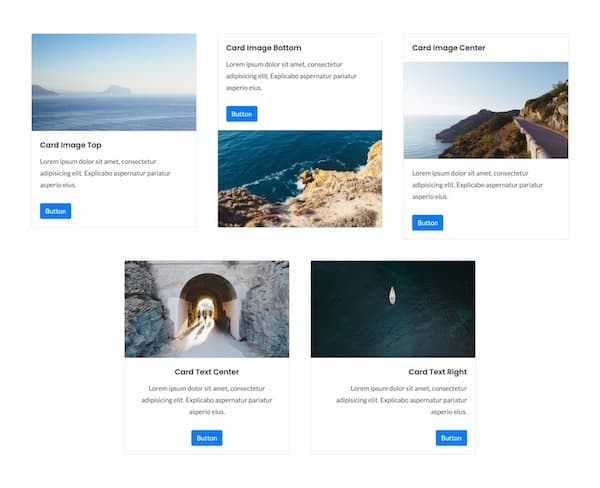 Card Image Top
Lorem ipsum dolor sit amet, consectetur
adipisicing elit. Explicabo aspernatur pariatur
asperio eius.
Button
Card Image Bottom
Lorem ipsum dolor sit amet, consectetur
adipisicing elit. Explicabo aspernatur pariatur
asperio eius.
Button
Card Image Center
Lorem ipsum dolor sit amet, consectetur
adipisicing elit. Explicabo aspernatur pariatur
asperio eius.
Button
Card Text Center
Lorem ipsum dolor sit amet, consectetur
adipisicing elit. Explicabo aspernatur pariatur
asperio eius.
Button
Card Text Right
Lorem ipsum dolor sit amet, consectetur
adipisicing elit. Explicabo aspernatur pariatur
asperio eius.
Button